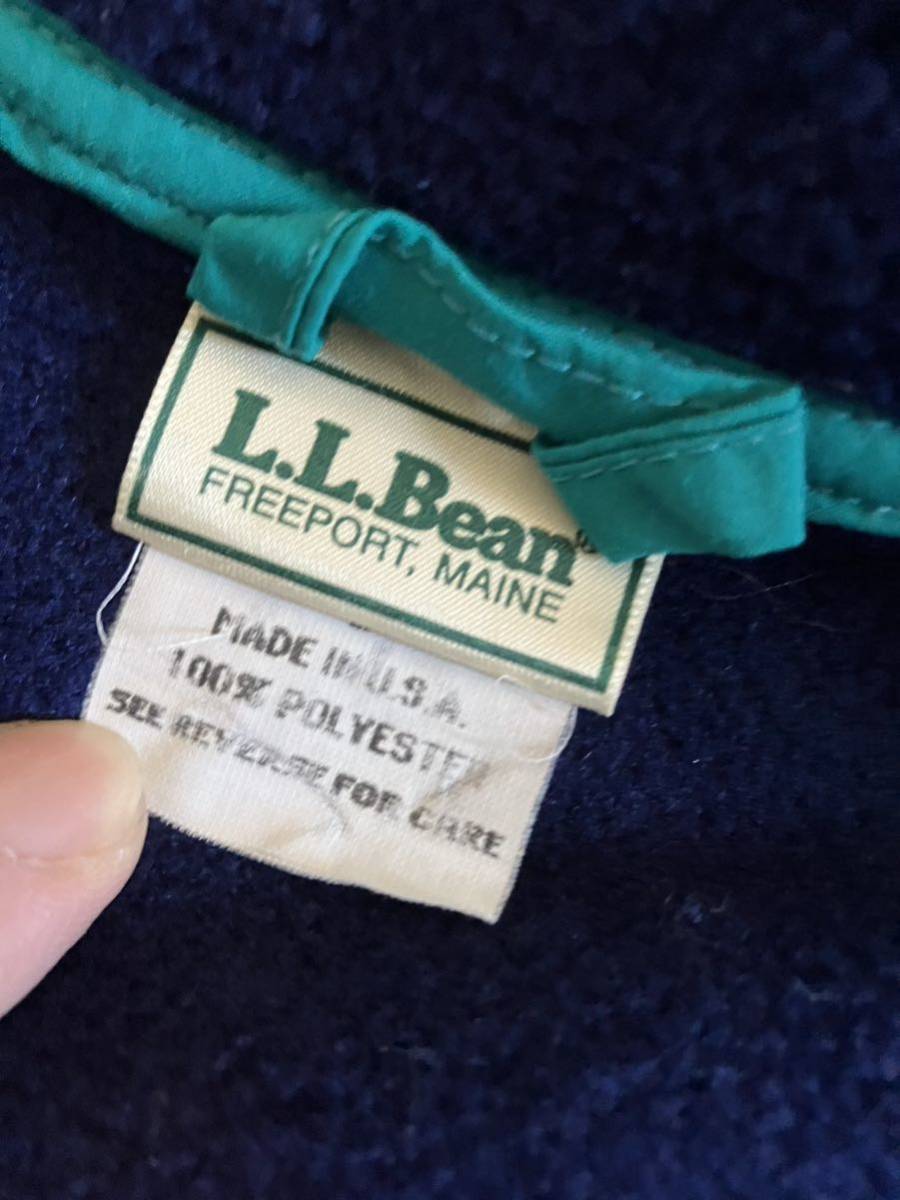 L.L.Bean®
FREEPORT, MAINE
MADE IN U.S.A.
100% POLYESTER
SEE REVERSE FOR CARE